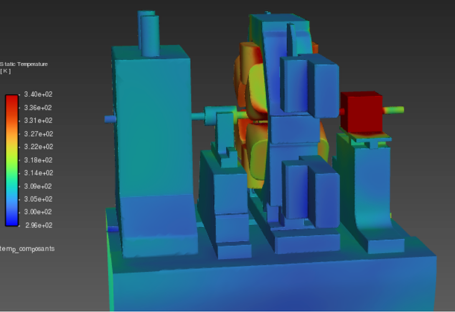 Static Temperature
[ K ]
3.40e+02
3.36e+02
3.31e+02
3.27e+02
3.22e+02
3.18e+02
3.14e+02
3.09e+02
3.05e+02
3.00e+02
2.96e+02
temp_composants